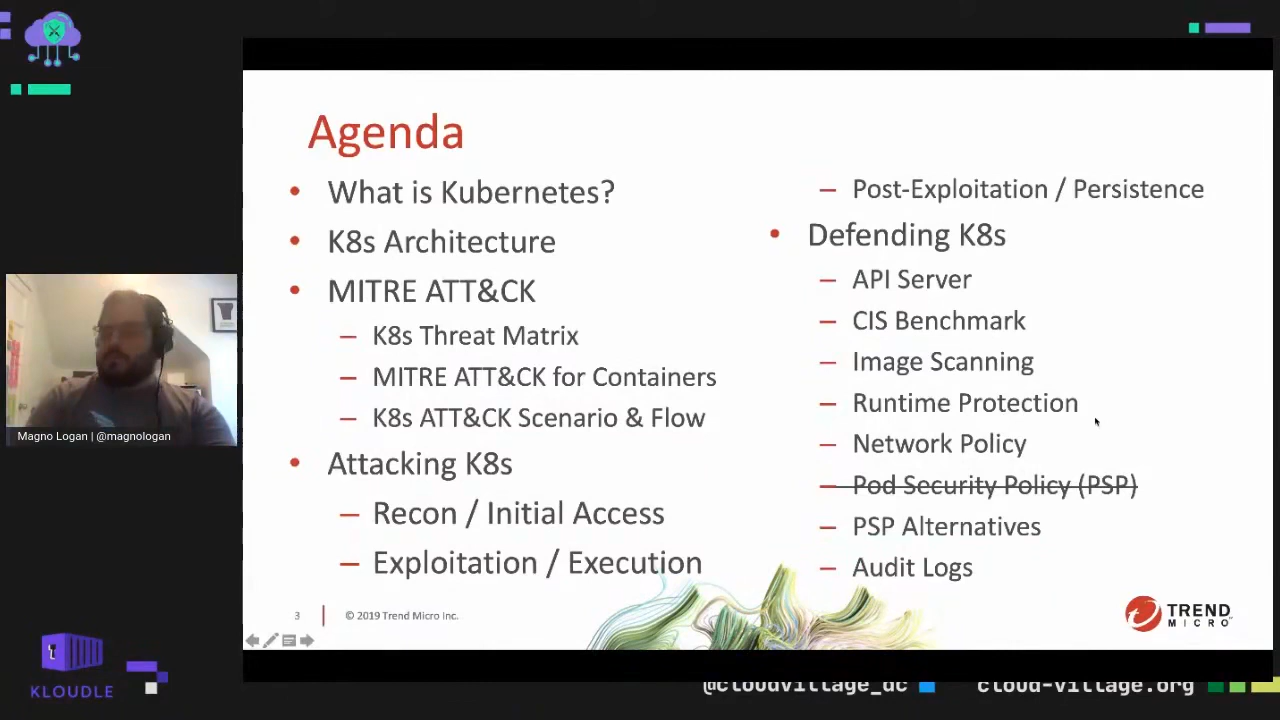 Agenda
• What is Kubernetes?
• K8s Architecture
• MITRE ATT&CK
– K8s Threat Matrix
– MITRE ATT&CK for Containers
– K8s ATT&CK Scenario & Flow
• Attacking K8s
– Recon / Initial Access
– Exploitation / Execution
– Post-Exploitation / Persistence
• Defending K8s
– API Server
– CIS Benchmark
– Image Scanning
– Runtime Protection
– Network Policy
– Pod Security Policy (PSP)
– PSP Alternatives
– Audit Logs
3
© 2019 Trend Micro Inc.
TREND
MICRO
Magno Logan | @magnologan
KLOUDLE
@cloudvillage_dc
cloud-village.org